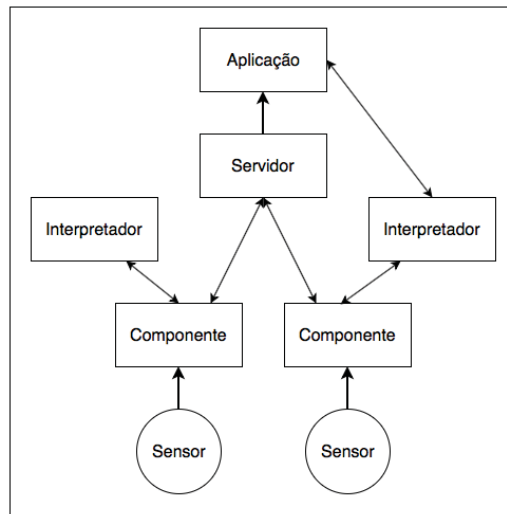 Aplicação
Servidor
Interpretador
Interpretador
Componente
Componente
Sensor
Sensor